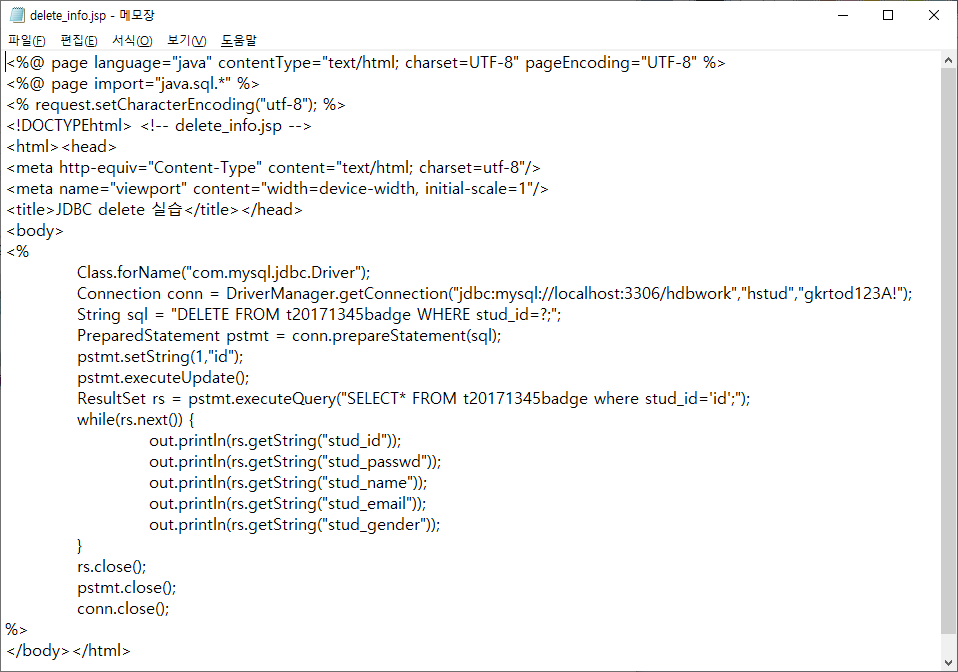 delete_info.jsp - 메모장
파일(F) 편집(E) 서식(O) 보기(V) 도움말
<%@ page language="java" contentType="text/html; charset=UTF-8" pageEncoding="UTF-8" %>
<%@ page import="java.sql.*" %>
<% request.setCharacterEncoding("utf-8"); %>
<!DOCTYPEhtml> <!-- delete_info.jsp -->
<html><head>
<meta http-equiv="Content-Type" content="text/html; charset=utf-8"/>
<meta name="viewport" content="width=device-width, initial-scale=1"/>
<title>JDBC delete 실습</title></head>
<body>
<%
Class.forName("com.mysql.jdbc.Driver");
Connection conn = DriverManager.getConnection("jdbc:mysql://localhost:3306/hdbwork","hstud","gkrtod123A!");
String sql = "DELETE FROM t20171345badge WHERE stud_id=?;";
PreparedStatement pstmt = conn.prepareStatement(sql);
pstmt.setString(1,"id");
pstmt.executeUpdate();
ResultSet rs = pstmt.executeQuery("SELECT* FROM t20171345badge where stud_id='id';");
while(rs.next()) {
out.println(rs.getString("stud_id"));
out.println(rs.getString("stud_passwd"));
out.println(rs.getString("stud_name"));
out.println(rs.getString("stud_email"));
out.println(rs.getString("stud_gender"));
}
rs.close();
pstmt.close();
conn.close();
%>
</body></html>